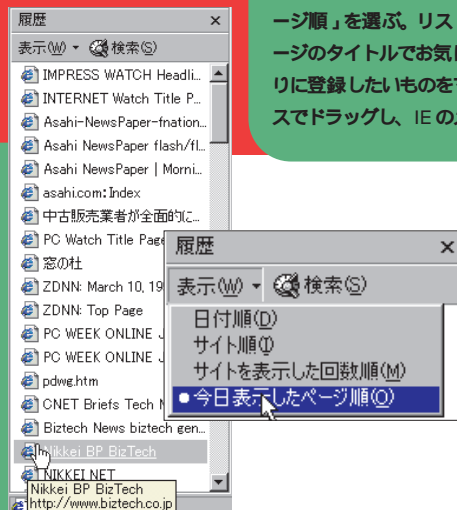 履歴 ×
表示(W) 検索(S)
IMPRESS WATCH Headli...
INTERNET Watch Title P...
Asahi-NewsPaper-fnation...
Asahi NewsPaper flash/fl...
Asahi NewsPaper | Morni...
asahi.com: Index
中古販売業者が全面的に...
PC Watch Title Page
窓の杜
ZDNN: March 10, 19
ZDNN: Top Page
PC WEEK ONLINE
PC WEEK ONLINE
pdwg.htm
CNET Briefs Tech
Biztech News biztech gen...
Nikkei BP BizTech
NIKKEI NET
Nikkei BP BizTech
http://www.biztech.co.jp
ージ順」を選ぶ。リス
ージのタイトルでお気
りに登録したいものを
スでドラッグし、IEの
履歴 ×
表示(W) 検索(S)
日付順(D)
サイト順(I)
サイトを表示した回数順(M)
今日表示したページ順(O)